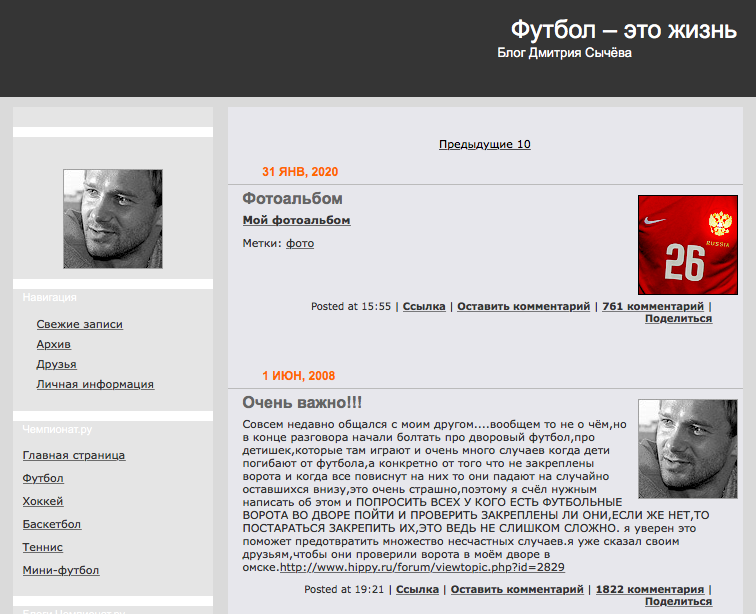 Футбол – это жизнь
Блог Дмитрия Сычёва
Навигация
Свежие записи
Архив
Друзья
Личная информация
Чемпионат.ру
Главная страница
Футбол
Хоккей
Баскетбол
Теннис
Мини-футбол
Блоги Чемпионат.ру
Предыдущие 10
31 ЯНВ, 2020
Фотоальбом
Мой фотоальбом
Метки: фото
RUSSIA
26
Posted at 15:55 | Ссылка | Оставить комментарий | 761 комментарий |
Поделиться
1 ИЮН, 2008
Очень важно!!!
Совсем недавно общался с моим другом....вообщем то не о чём,но
в конце разговора начали болтать про дворовый футбол,про
детишек,которые там играют и очень много случаев когда дети
погибают от футбола,а конкретно от того что не закреплены
ворота и когда все повиснут на них то они падают на случайно
оставшихся внизу,это очень страшно,поэтому я счёл нужным
написать об этом и ПОПРОСИТЬ ВСЕХ У КОГО ЕСТЬ ФУТБОЛЬНЫЕ
ВОРОТА ВО ДВОРЕ ПОЙТИ И ПРОВЕРИТЬ ЗАКРЕПЛЕНЫ ЛИ ОНИ,ЕСЛИ ЖЕ НЕТ,ТО
ПОСТАРАТЬСЯ ЗАКРЕПИТЬ ИХ,ЭТО ВЕДЬ НЕ СЛИШКОМ СЛОЖНО. я уверен это
поможет предотвратить множество несчастных случаев.я уже сказал своим
друзьям,чтобы они проверили ворота в моём дворе в
омске.http://www.hippy.ru/forum/viewtopic.php?id=2829
Posted at 19:21 | Ссылка | Оставить комментарий | 1822 комментария |
Поделиться